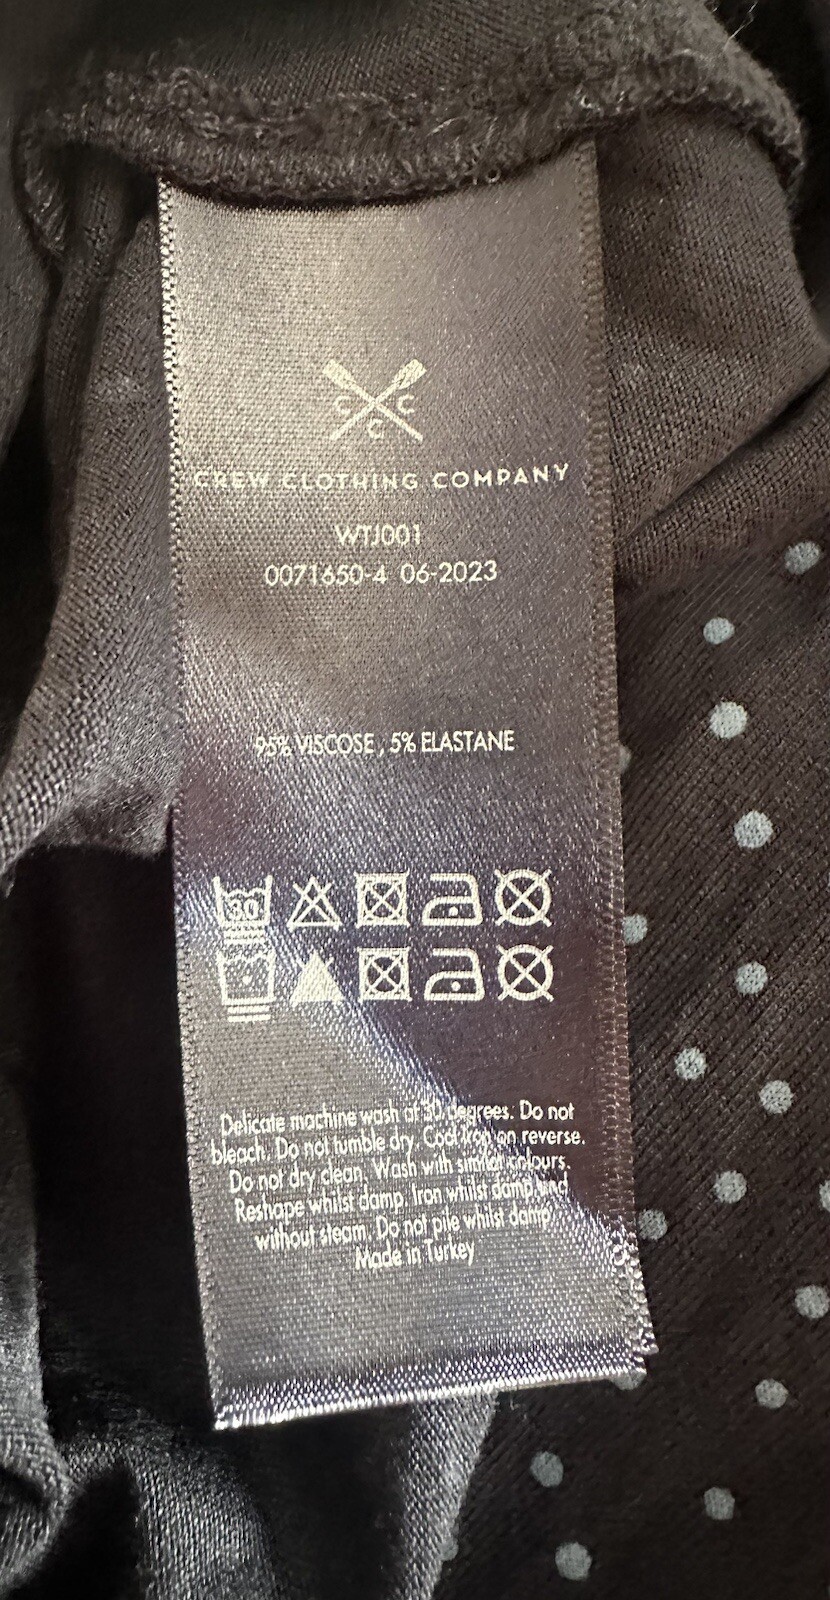 C C
C
CREW CLOTHING COMPANY
WTJ001
0071650-4 06-2023
95% VISCOSE , 5% ELASTANE
30
Delicate machine wash at 30 degrees. Do not
bleach. Do not tumble dry. Cool iron on reverse.
Do not dry clean. Wash with similar colours.
Reshape whilst damp. Iron whilst damp and
without steam. Do not pile whilst damp.
Made in Turkey